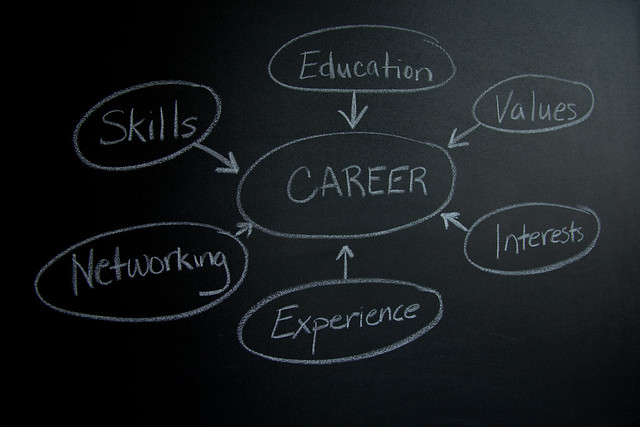 Education
Skills
Values
CAREER
Networking
Interests
Experience